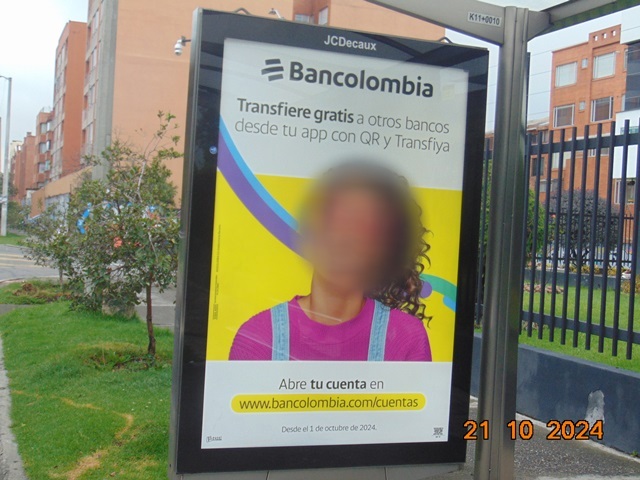 K11+0010
JCDecaux
Bancolombia
Transfiere gratis a otros bancos
desde tu app con QR y Transfiya
Abre tu cuenta en
www.bancolombia.com/cuentas
Desde el 1 de octubre de 2024.
21 10 2024